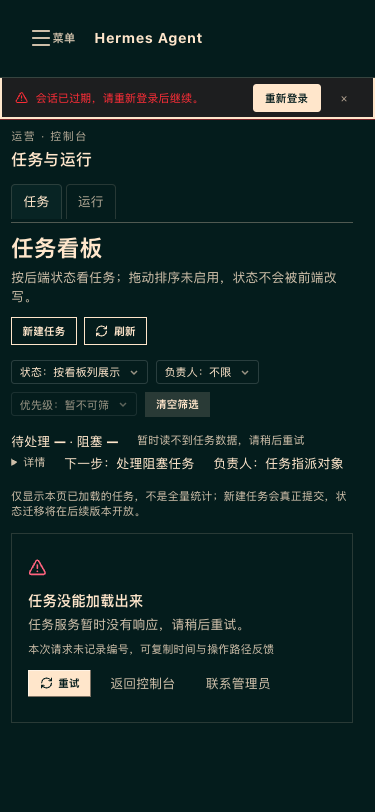 菜单 Hermes Agent
会话已过期，请重新登录后继续。 重新登录 ×
运营 · 控制台
任务与运行
任务 运行
任务看板
按后端状态看任务；拖动排序未启用，状态不会被前端改
写。
新建任务 刷新
状态：按看板列展示 负责人：不限
优先级：暂不可筛 清空筛选
待处理 — · 阻塞 — 暂时读不到任务数据，请稍后重试
▶ 详情 下一步：处理阻塞任务 负责人：任务指派对象
仅显示本页已加载的任务，不是全量统计；新建任务会真正提交，状
态迁移将在后续版本开放。
任务没能加载出来
任务服务暂时没有响应，请稍后重试。
本次请求未记录编号，可复制时间与操作路径反馈
重试 返回控制台 联系管理员